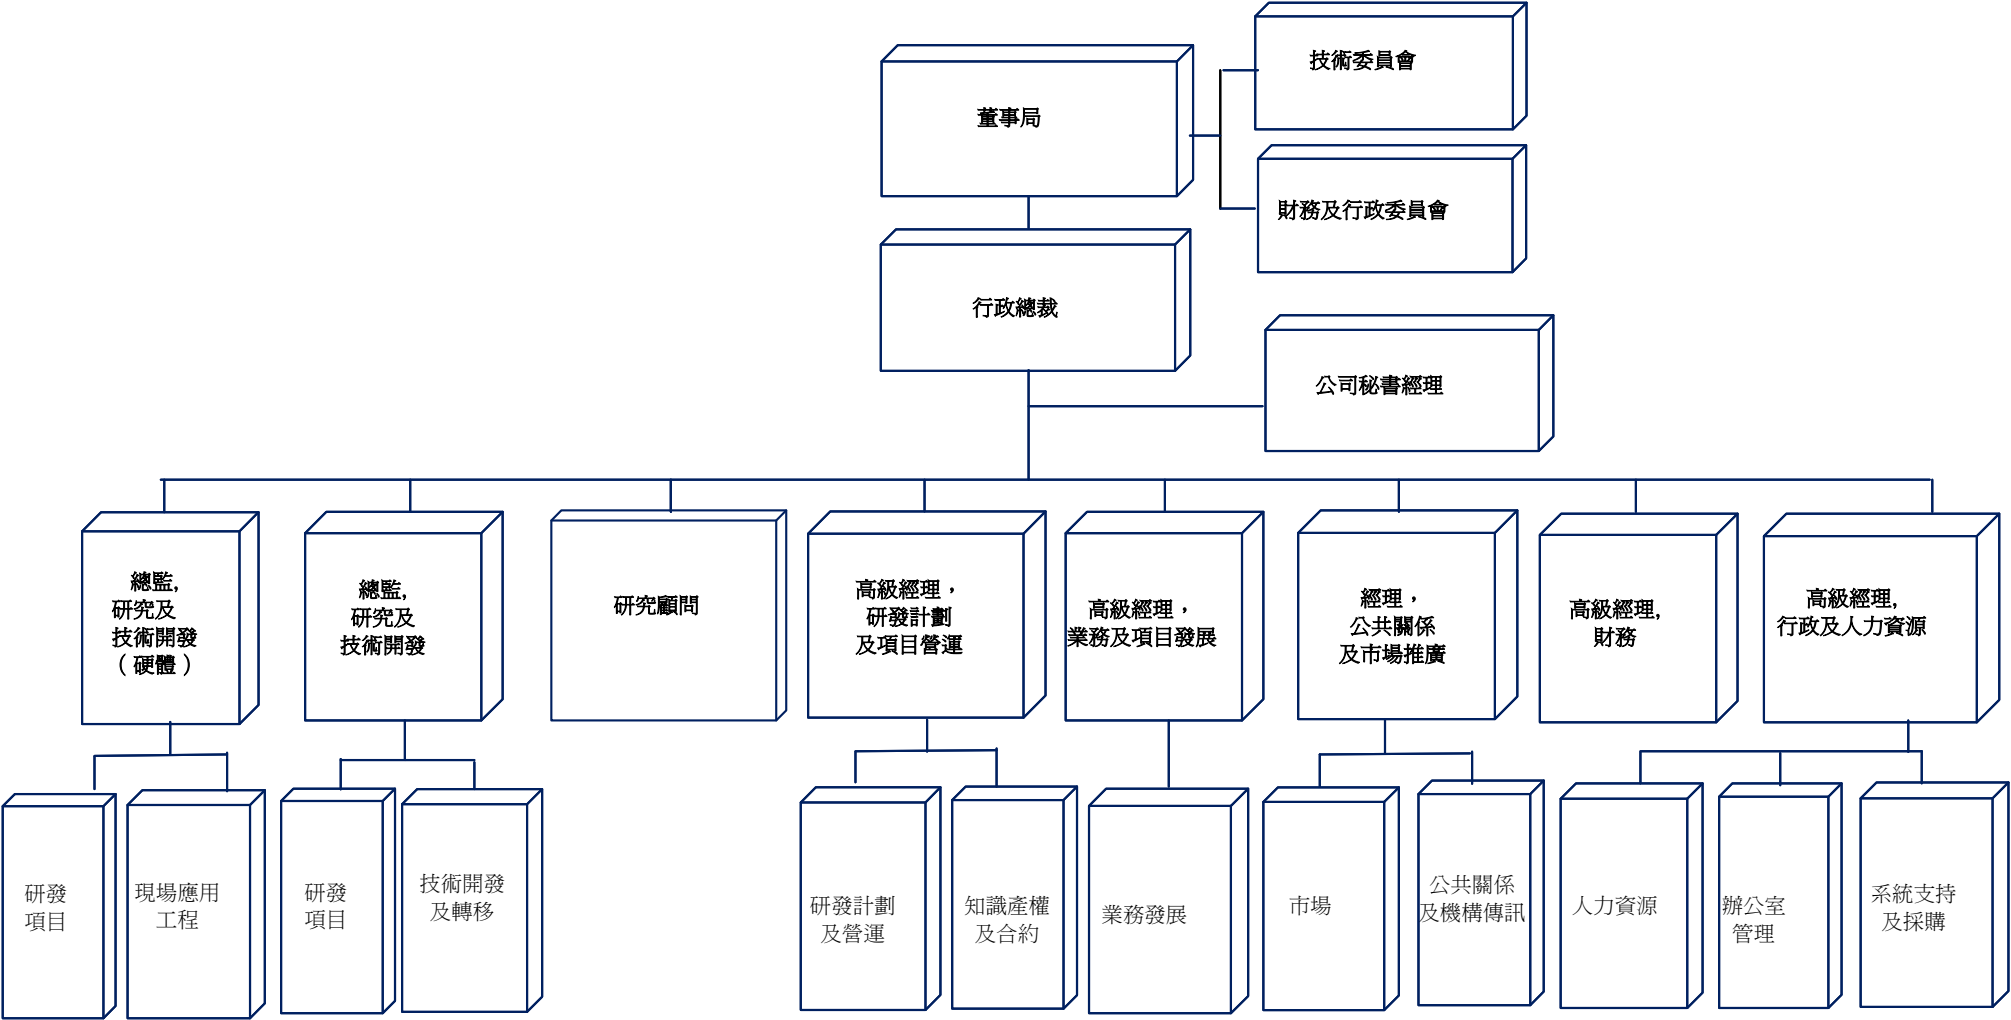 技術委員會
董事局
財務及行政委員會
行政總裁
公司秘書經理
總監,
研究及
技術開發
（硬體）
總監,
研究及
技術開發
研究顧問
高級經理，
研發計劃
及項目營運
高級經理，
業務及項目發展
經理，
公共關係
及市場推廣
高級經理,
財務
高級經理,
行政及人力資源
研發
項目
現場應用
工程
研發
項目
技術開發
及轉移
研發計劃
及營運
知識產權
及合約
業務發展
市場
公共關係
及機構傳訊
人力資源
辦公室
管理
系統支持
及採購